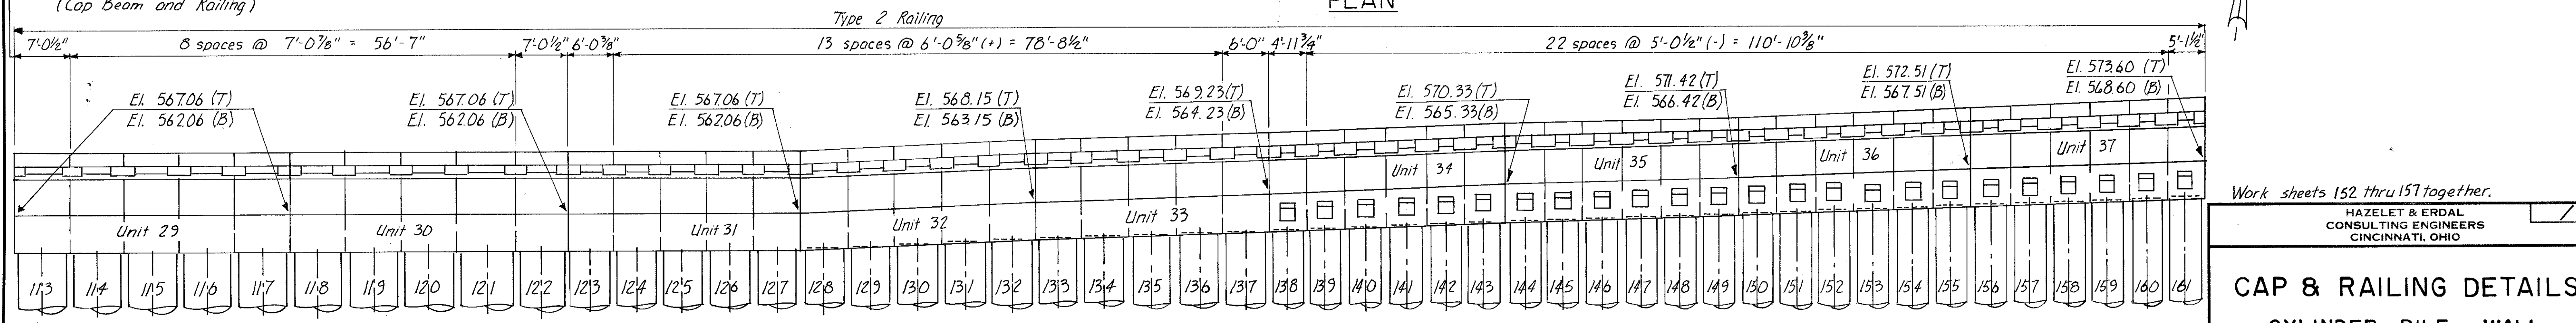 (Cap Beam and Railing)
PLAN
Type 2 Railing
7'-0½"
8 spaces @ 7'-0⅞" = 56'-7"
7'-0½"
6'-0⅜"
13 spaces @ 6'-0⅝"(+) = 78'-8½"
6'-0"
4'-11¾"
22 spaces @ 5'-0½"(-) = 110'-10⅜"
5'-1½"
El. 567.06 (T)
El. 562.06 (B)
El. 567.06 (T)
El. 562.06 (B)
El. 567.06 (T)
El. 562.06 (B)
El. 568.15 (T)
El. 563.15 (B)
El. 569.23 (T)
El. 564.23 (B)
El. 570.33 (T)
El. 565.33 (B)
El. 571.42 (T)
El. 566.42 (B)
El. 572.51 (T)
El. 567.51 (B)
El. 573.60 (T)
El. 568.60 (B)
Unit 29
Unit 30
Unit 31
Unit 32
Unit 33
Unit 34
Unit 35
Unit 36
Unit 37
113 114 115 116 117 118 119 120 121 122 123 124 125 126 127 128 129 130 131 132 133 134 135 136 137 138 139 140 141 142 143 144 145 146 147 148 149 150 151 152 153 154 155 156 157 158 159 160 161
Work sheets 152 thru 157 together.
HAZELET & ERDAL
CONSULTING ENGINEERS
CINCINNATI, OHIO
CAP & RAILING DETAILS
CYLINDER PILE WALL